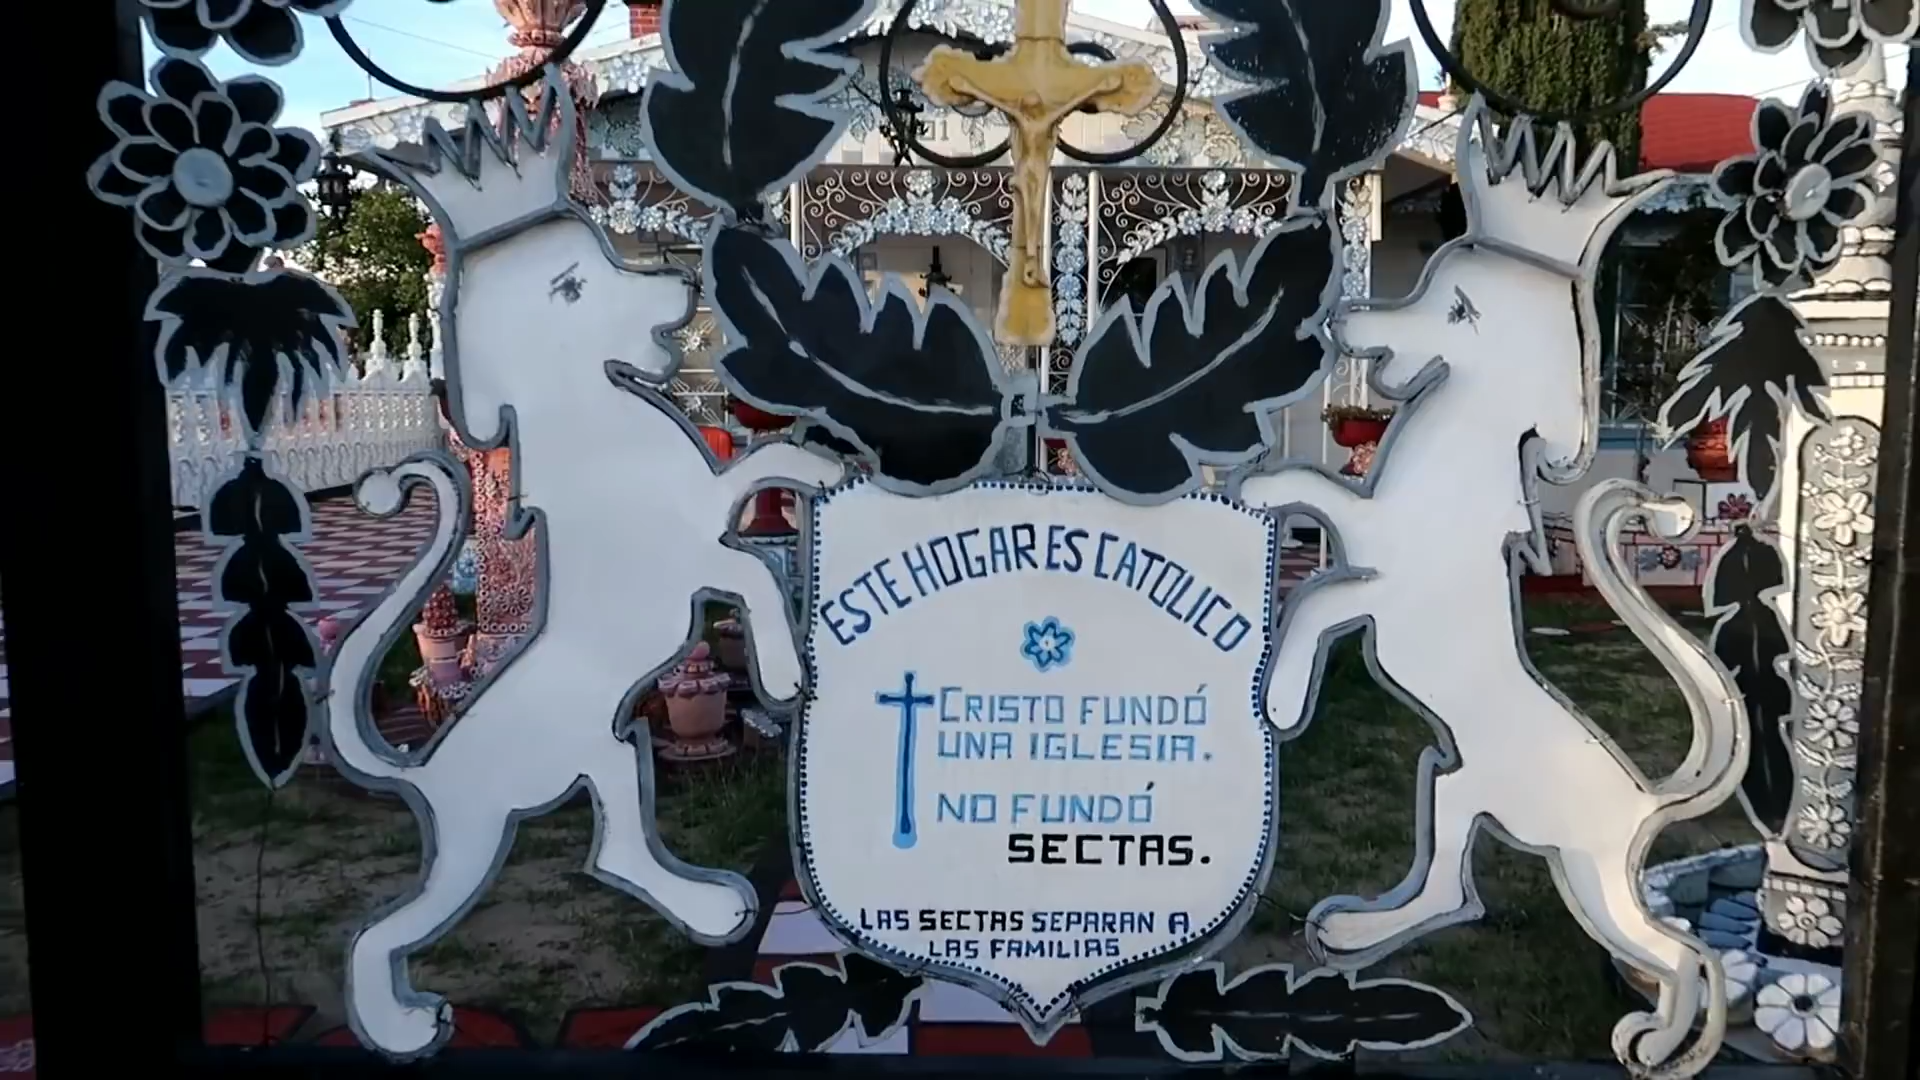 ESTE HOGAR ES CATOLICO
CRISTO FUNDÓ
UNA IGLESIA.
NO FUNDÓ
SECTAS.
LAS SECTAS SEPARAN A
LAS FAMILIAS